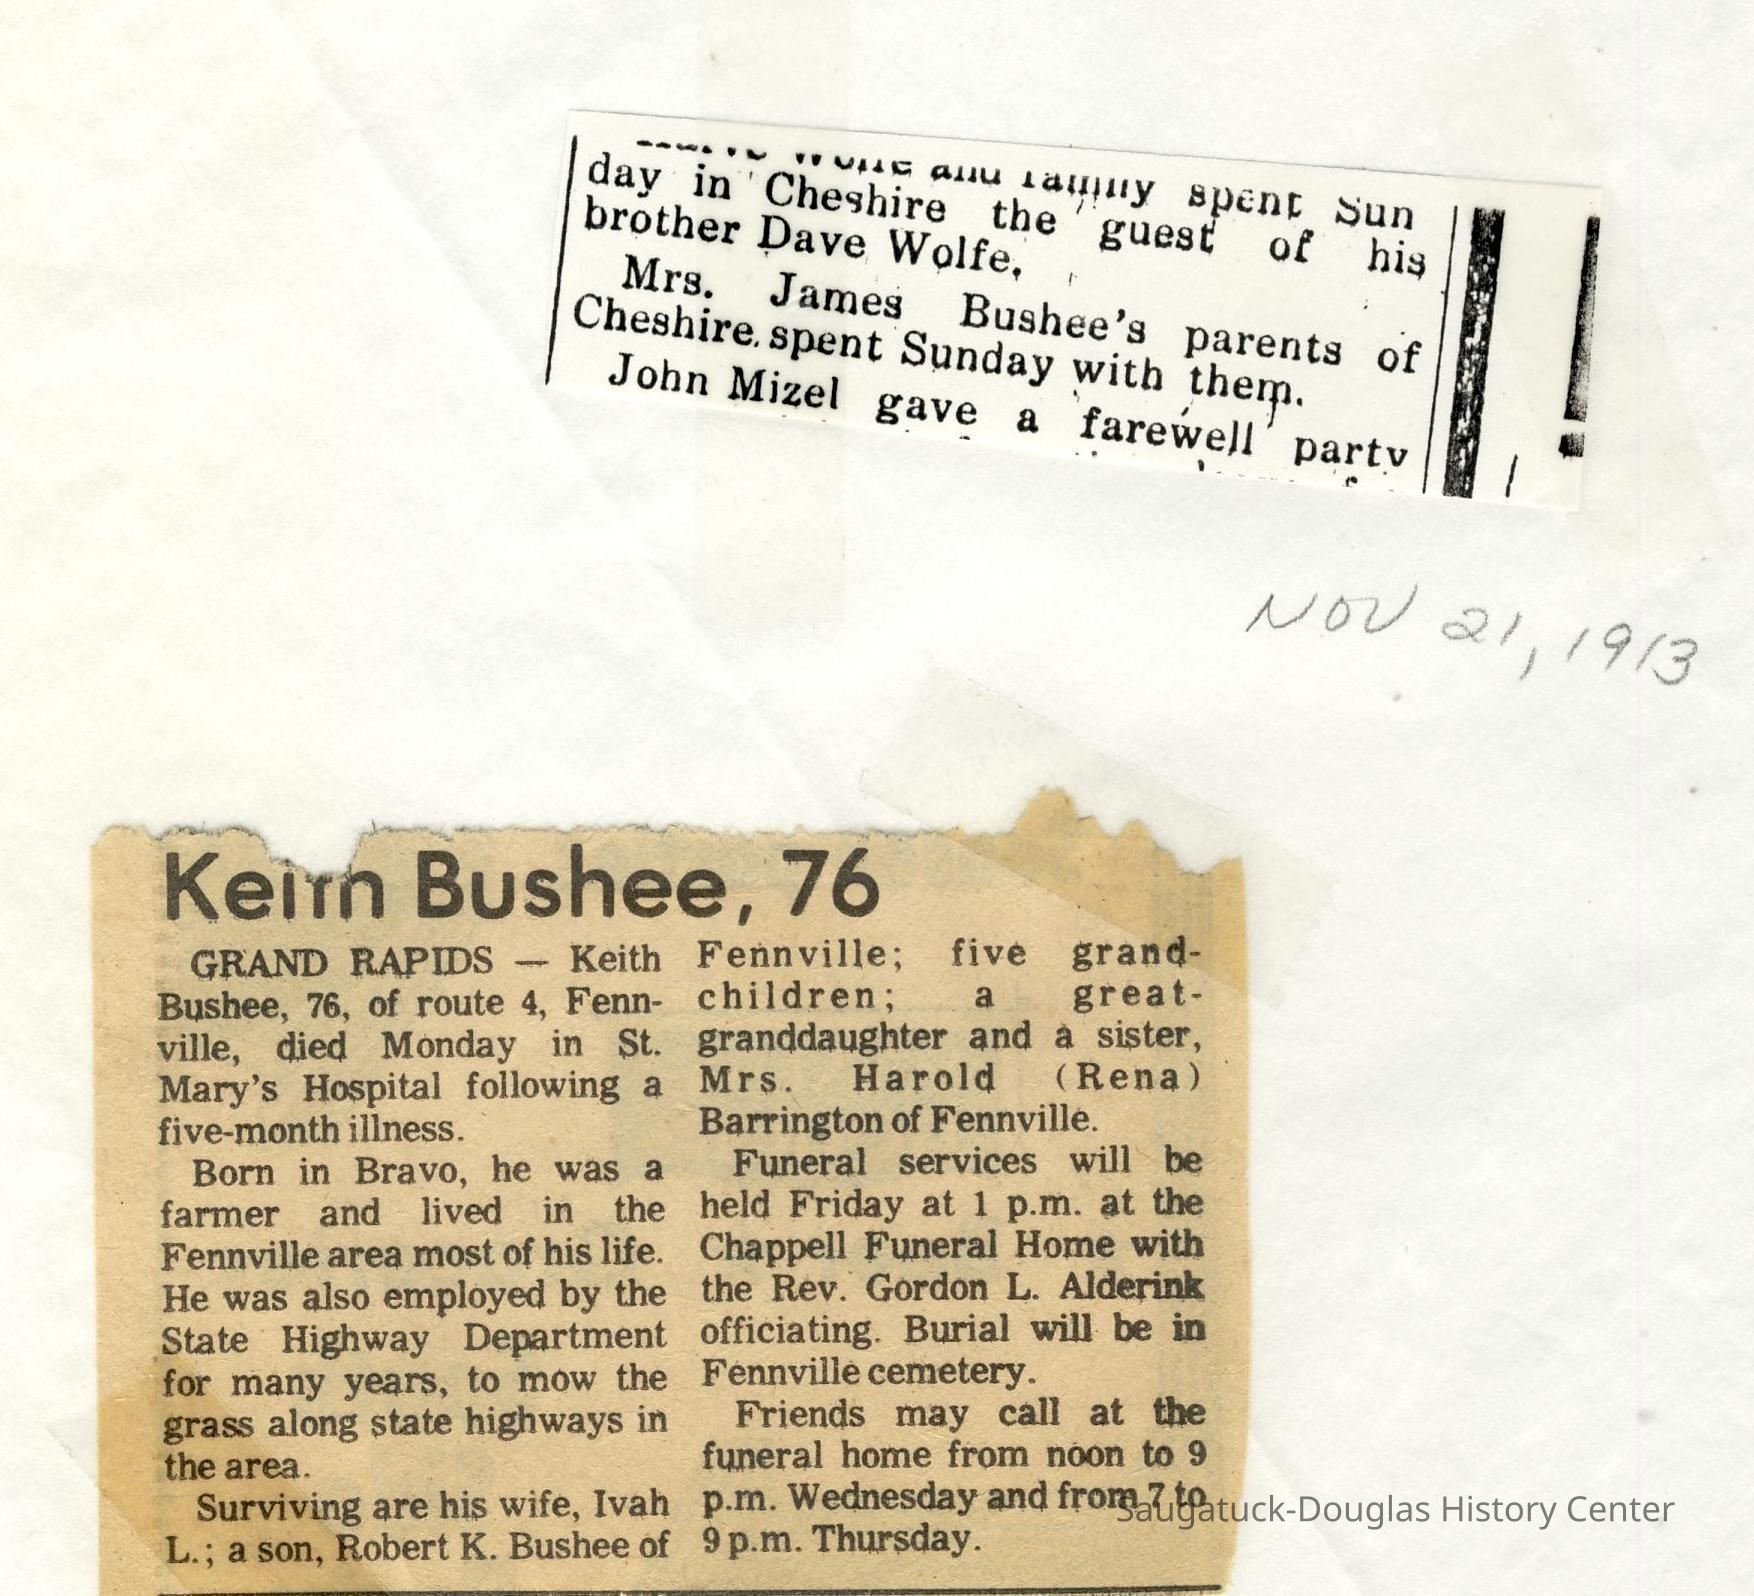 Wolfe and family spent Sun
day in Cheshire the guest of his
brother Dave Wolfe,
Mrs. James Bushee's parents of
Cheshire. spent Sunday with them.
John Mizel gave a farewell party
NOV 21, 1913
Keith Bushee, 76
GRAND RAPIDS — Keith
Bushee, 76, of route 4, Fenn-
ville, died Monday in St.
Mary's Hospital following a
five-month illness.
Born in Bravo, he was a
farmer and lived in the
Fennville area most of his life.
He was also employed by the
State Highway Department
for many years, to mow the
grass along state highways in
the area.
Surviving are his wife, Ivah
L.; a son, Robert K. Bushee of
Fennville; five grand-
children; a great-
granddaughter and a sister,
Mrs. Harold (Rena)
Barrington of Fennville.
Funeral services will be
held Friday at 1 p.m. at the
Chappell Funeral Home with
the Rev. Gordon L. Alderink
officiating. Burial will be in
Fennville cemetery.
Friends may call at the
funeral home from noon to 9
p.m. Wednesday and from 7 to
9 p.m. Thursday.
Saugatuck-Douglas History Center